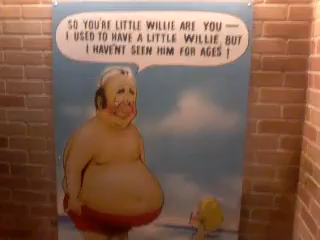 SO YOU'RE LITTLE WILLIE ARE YOU—
I USED TO HAVE A LITTLE WILLIE, BUT
I HAVEN'T SEEN HIM FOR AGES!